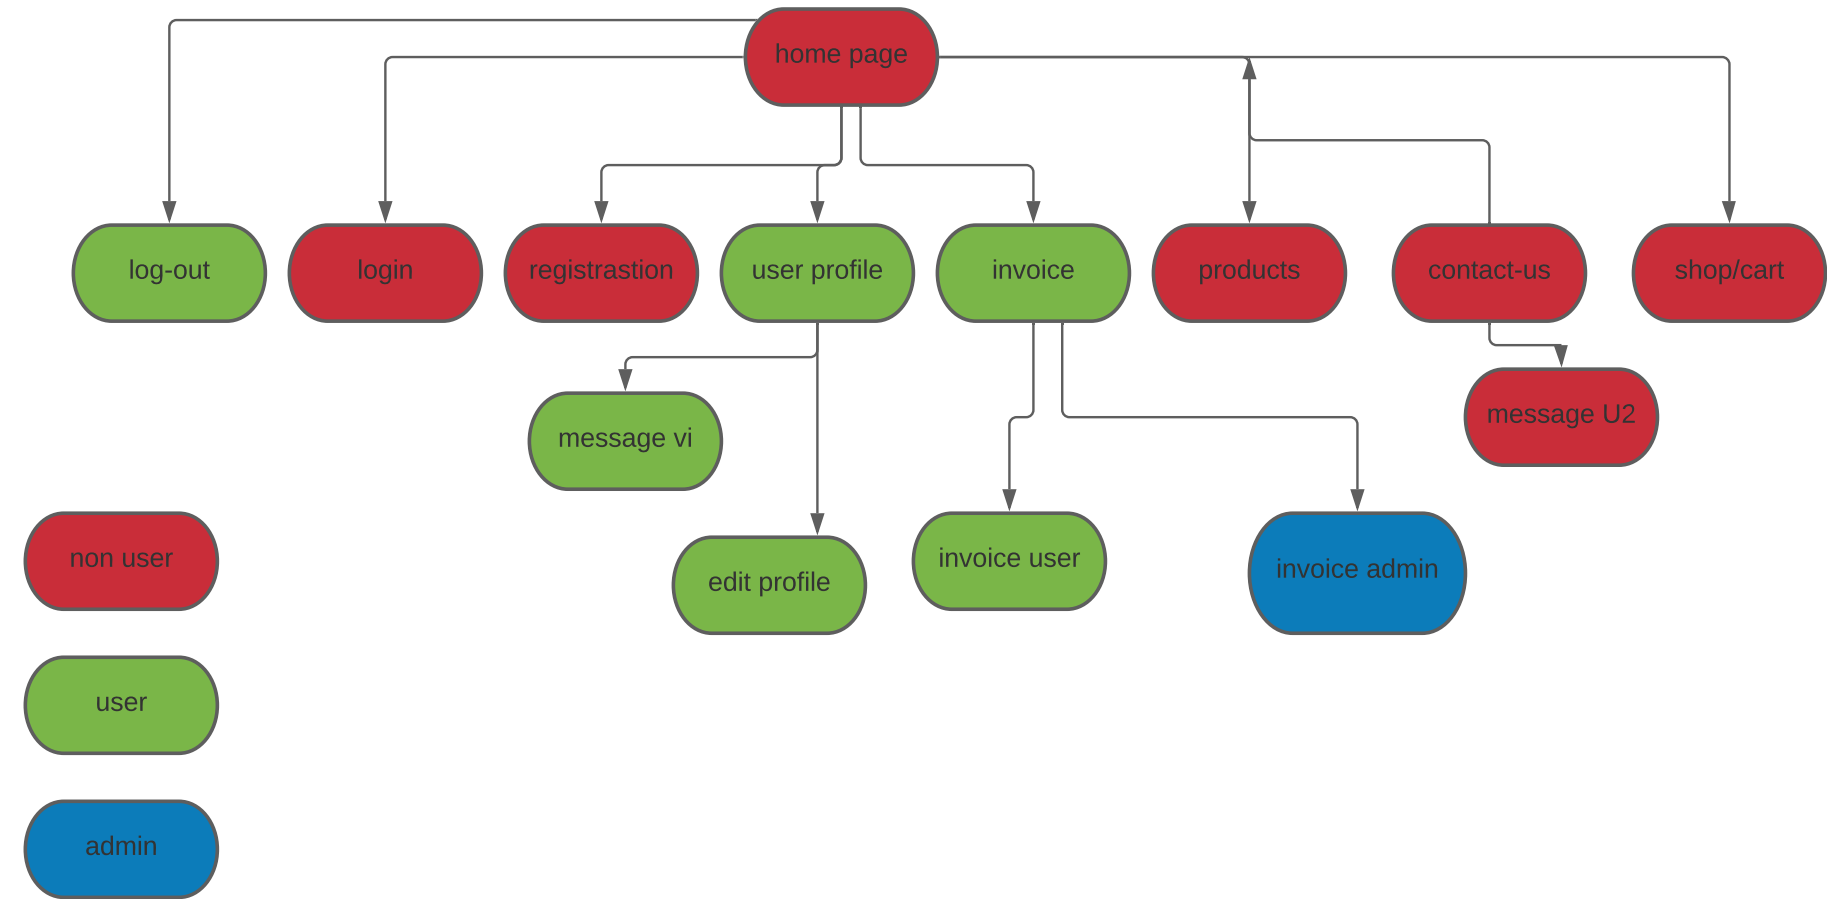 home page
log-out
login
registrastion
user profile
invoice
products
contact-us
shop/cart
message vi
message U2
edit profile
invoice user
invoice admin
non user
user
admin